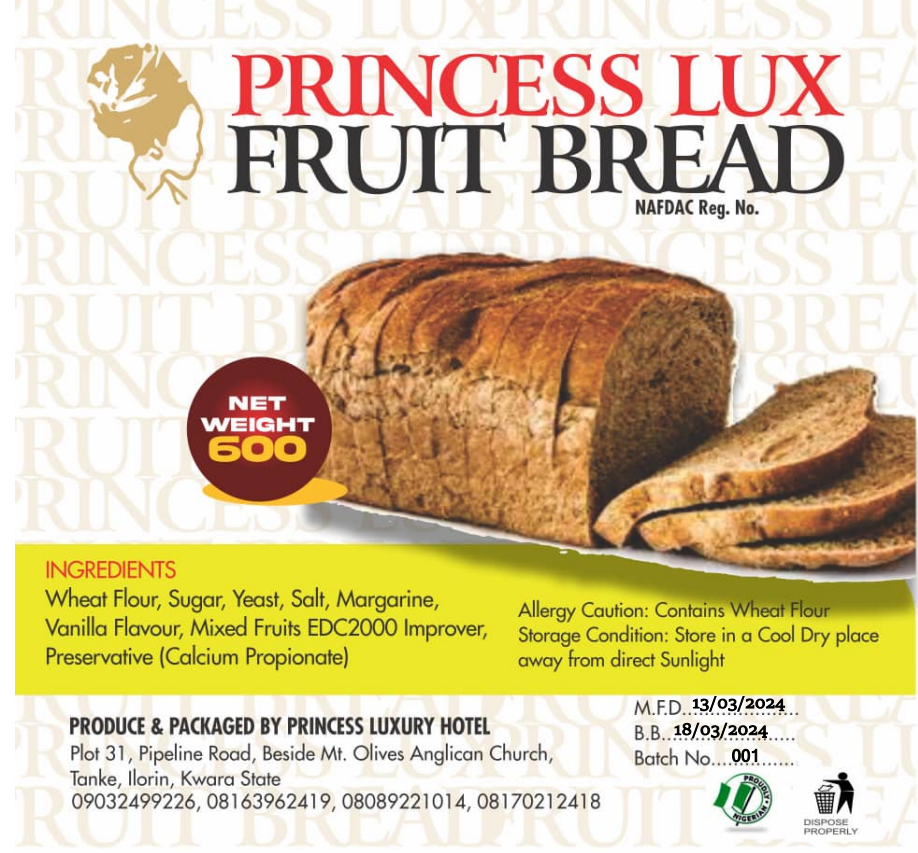 PRINCESS LUX
FRUIT BREAD
NAFDAC Reg. No.
NET
WEIGHT
600
INGREDIENTS
Wheat Flour, Sugar, Yeast, Salt, Margarine,
Vanilla Flavour, Mixed Fruits EDC2000 Improver,
Preservative (Calcium Propionate)
Allergy Caution: Contains Wheat Flour
Storage Condition: Store in a Cool Dry place
away from direct Sunlight
PRODUCE & PACKAGED BY PRINCESS LUXURY HOTEL
Plot 31, Pipeline Road, Beside Mt. Olives Anglican Church,
Tanke, Ilorin, Kwara State
09032499226, 08163962419, 08089221014, 08170212418
M.F.D..13/03/2024
B.B..18/03/2024
Batch No....001
PROUDLY
NIGERIAN
DISPOSE
PROPERLY